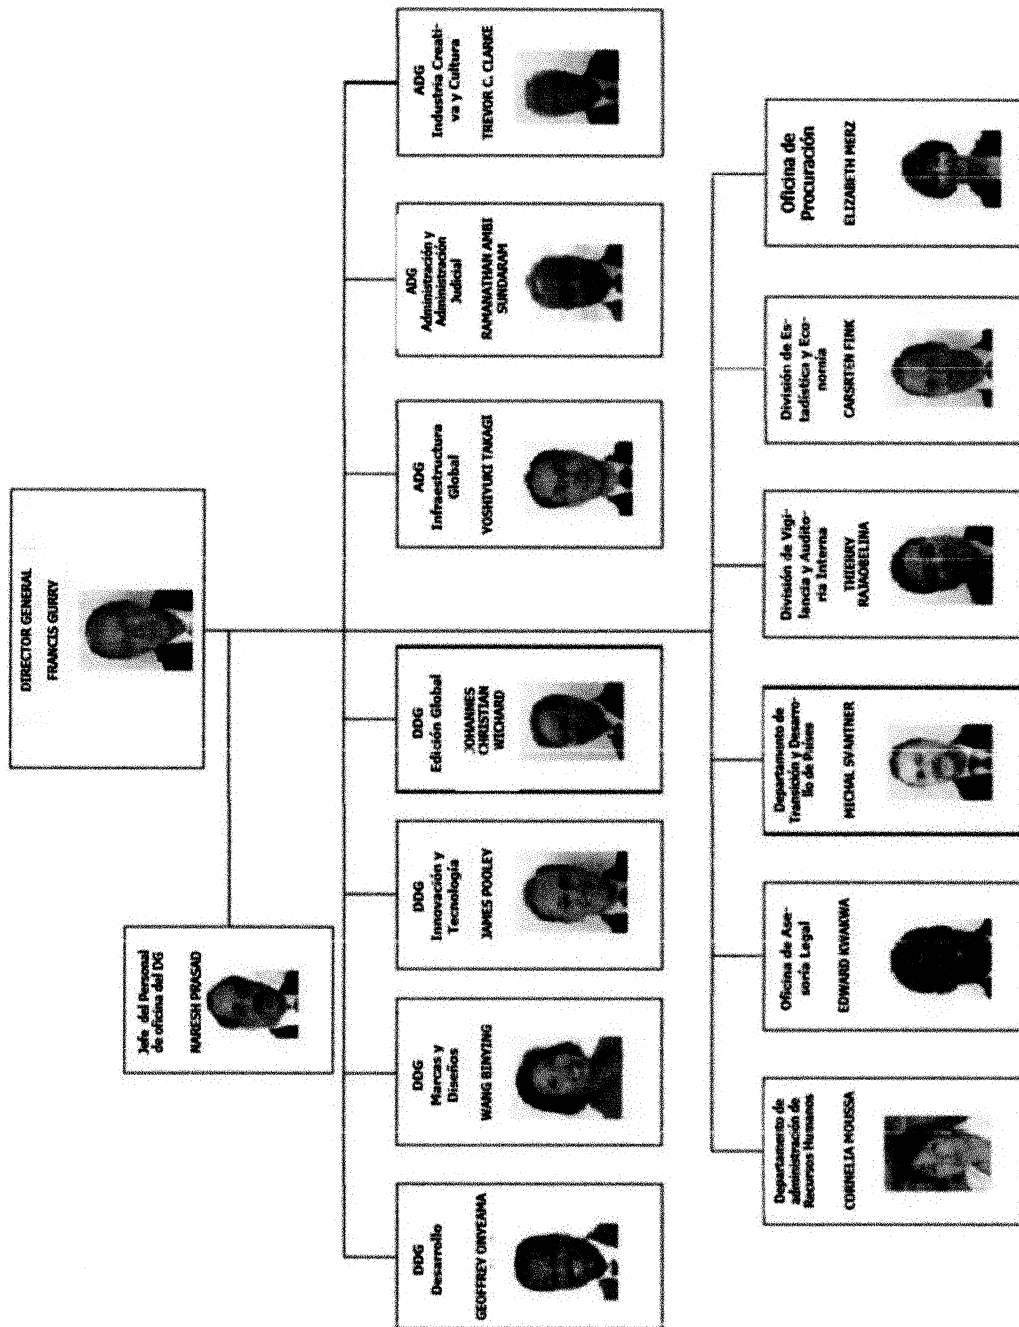 DIRECTOR GENERAL
FRANCIS GURRY
Jefe del Personal
de oficina del DG
NARESH PRASAD
DDG
Desarrollo
GEOFFREY ONYEAMA
DDG
Marcas y
Diseños
WANG BINYING
DDG
Innovación y
Tecnología
JAMES POOLEY
DDG
Edición Global
JOHANNES
CHRISTIAN
WICHARD
ADG
Infraestructura
Global
YOSHIYUKI TAKAGI
ADG
Administración y
Administración
Judicial
RAMANATHAN AMBI
SUNDARAM
ADG
Industria Creati-
va y Cultura
TREVOR C. CLARKE
Departamento de
administración de
Recursos Humanos
CORNELIA MOUSSA
Oficina de Ase-
soría Legal
EDWARD KWAKWA
Departamento de
Transición y Desarro-
llo de Países
MICHAL SVANTNER
División de Vigi-
lancia y Audito-
ría Interna
THIERRY
RAJAOBELINA
División de Es-
tadística y Eco-
nomía
CARSRTEN FINK
Oficina de
Procuración
ELIZABETH MERZ